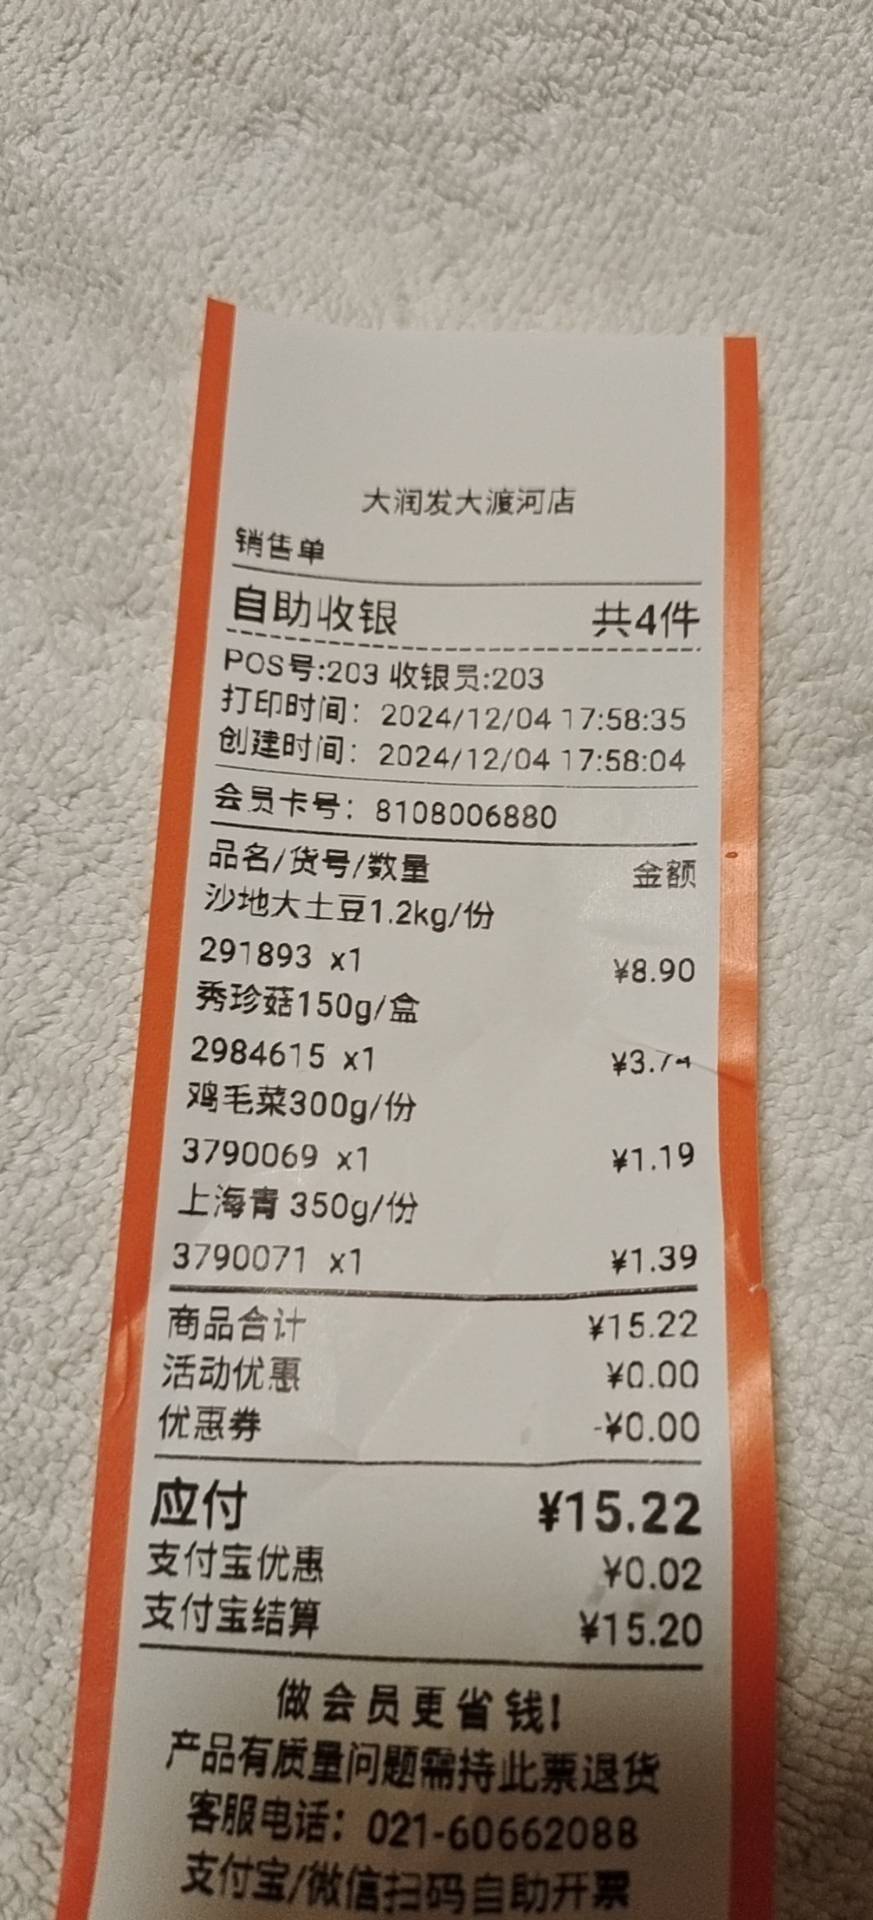 大润发大渡河店
销售单
自助收银 共4件
POS号:203 收银员:203
打印时间: 2024/12/04 17:58:35
创建时间: 2024/12/04 17:58:04
会员卡号: 8108006880
品名/货号/数量 金额
沙地大土豆1.2kg/份
291893 x1 ¥8.90
秀珍菇150g/盒
2984615 x1 ¥3.74
鸡毛菜300g/份
3790069 x1 ¥1.19
上海青 350g/份
3790071 x1 ¥1.39
商品合计 ¥15.22
活动优惠 ¥0.00
优惠券 -¥0.00
应付 ¥15.22
支付宝优惠 ¥0.02
支付宝结算 ¥15.20
做会员更省钱!
产品有质量问题需持此票退货
客服电话: 021-60662088
支付宝/微信扫码自助开票